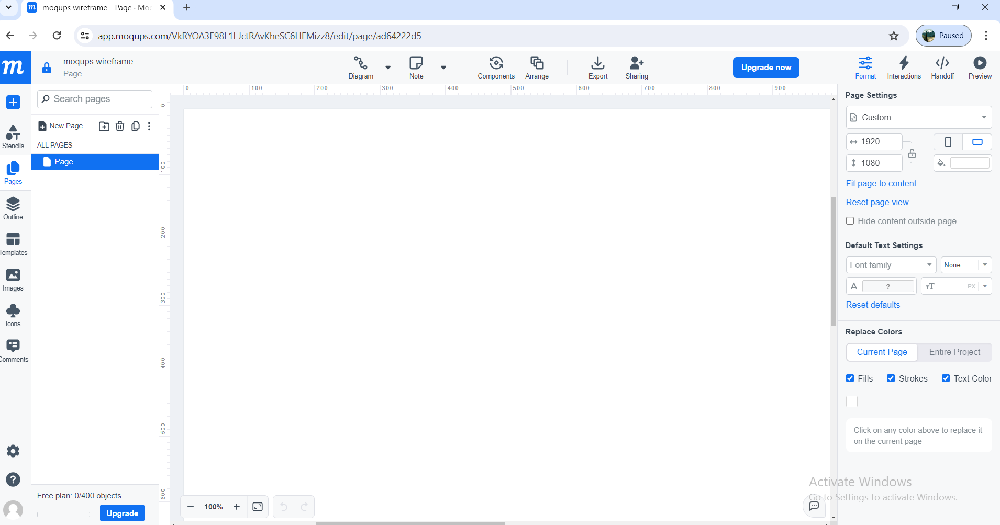 moqups wireframe - Page · Moc
app.moqups.com/VkRYOA3E98L1LJctRAvKheSC6HEMizz8/edit/page/ad64222d5
Paused
m
moqups wireframe
Page
Diagram
Note
Components
Arrange
Export
Sharing
Upgrade now
Format
Interactions
Handoff
Preview
Search pages
New Page
ALL PAGES
Page
Stencils
Pages
Outline
Templates
Images
Icons
Comments
Free plan: 0/400 objects
Upgrade
0 100 200 300 400 500 600 700 800 900
0
100
200
300
400
500
600
100%
Page Settings
Custom
1920
1080
Fit page to content...
Reset page view
Hide content outside page
Default Text Settings
Font family
None
A ?
TT PX
Reset defaults
Replace Colors
Current Page
Entire Project
Fills
Strokes
Text Color
Click on any color above to replace it
on the current page
Activate Windows
Go to Settings to activate Windows.